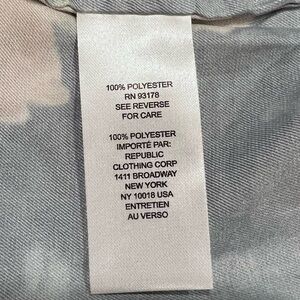 100% POLYESTER
RN 93178
SEE REVERSE
FOR CARE
100% POLYESTER
IMPORTÉ PAR:
REPUBLIC
CLOTHING CORP
1411 BROADWAY
NEW YORK
NY 10018 USA
ENTRETIEN
AU VERSO